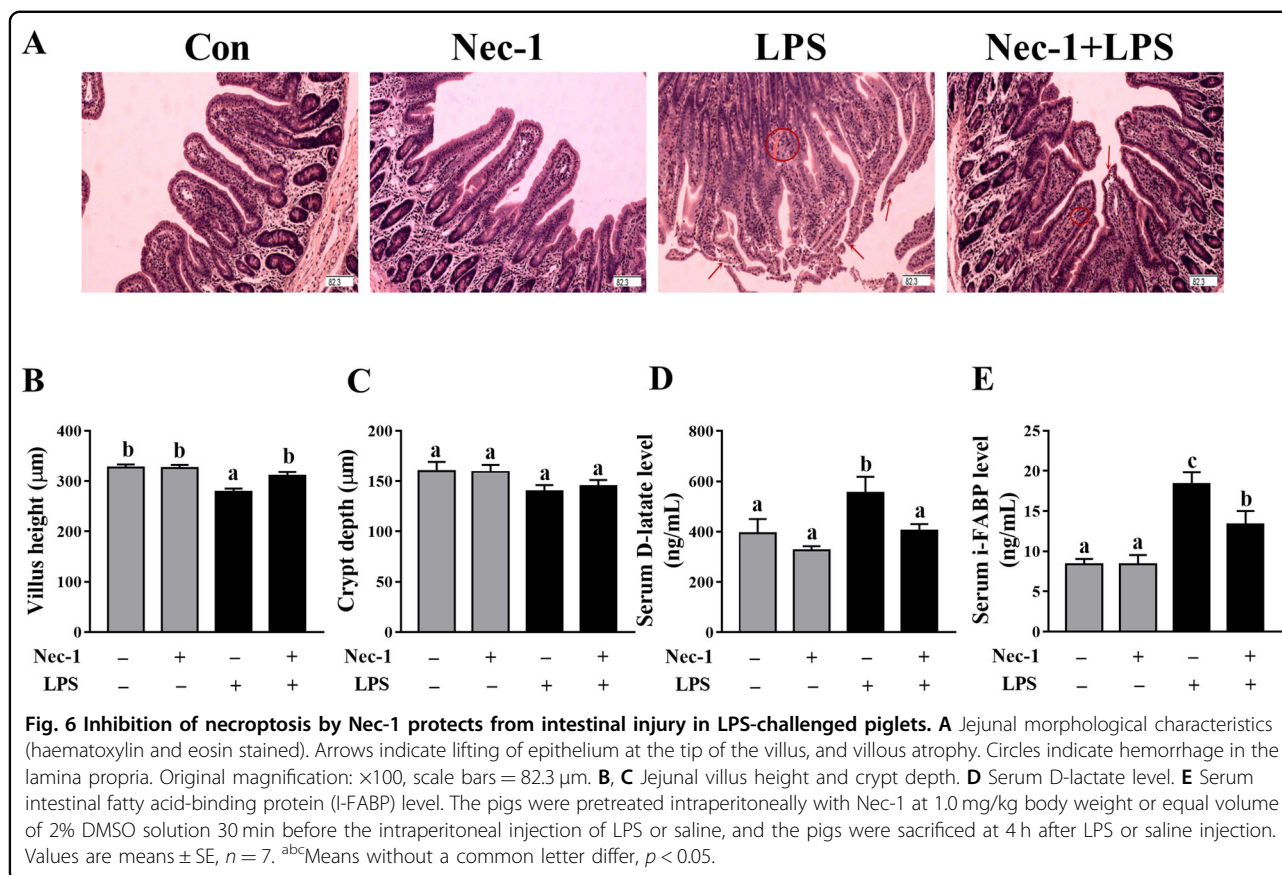 A
Con
Nec-1
LPS
Nec-1+LPS
82.3
82.3
82.3
82.3
B
C
D
E
Villus height (μm)
400
300
200
100
0
b
b
a
b
Nec-1
LPS
– + – +
– – + +
Crypt depth (μm)
200
150
100
50
0
a
a
a
a
Nec-1
LPS
– + – +
– – + +
Serum D-latate level
(ng/mL)
800
600
400
200
0
a
a
b
a
Nec-1
LPS
– + – +
– – + +
Serum i-FABP level
(ng/mL)
25
20
15
10
5
0
a
a
c
b
Nec-1
LPS
– + – +
– – + +
Fig. 6 Inhibition of necroptosis by Nec-1 protects from intestinal injury in LPS-challenged piglets. A Jejunal morphological characteristics
(haematoxylin and eosin stained). Arrows indicate lifting of epithelium at the tip of the villus, and villous atrophy. Circles indicate hemorrhage in the
lamina propria. Original magnification: ×100, scale bars = 82.3 μm. B, C Jejunal villus height and crypt depth. D Serum D-lactate level. E Serum
intestinal fatty acid-binding protein (I-FABP) level. The pigs were pretreated intraperitoneally with Nec-1 at 1.0 mg/kg body weight or equal volume
of 2% DMSO solution 30 min before the intraperitoneal injection of LPS or saline, and the pigs were sacrificed at 4 h after LPS or saline injection.
Values are means ± SE, n = 7. abcMeans without a common letter differ, p < 0.05.